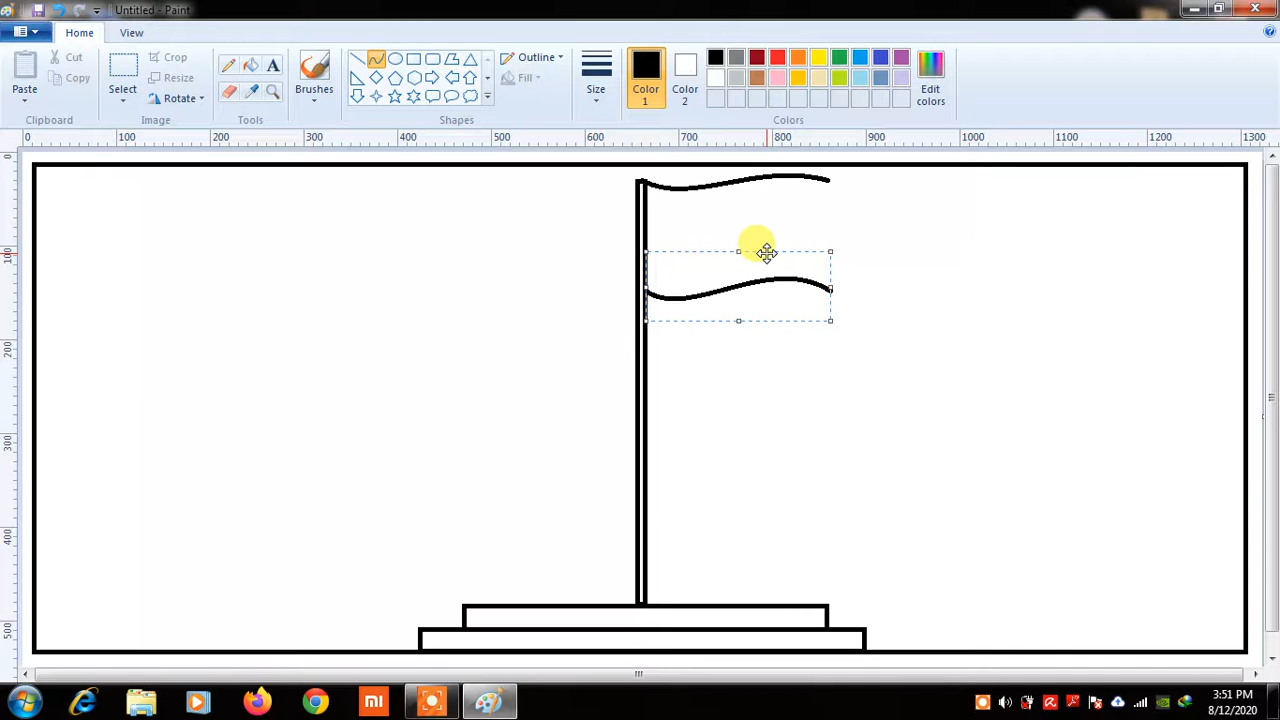 Untitled - Paint
Home View
Paste
Cut
Copy
Clipboard
Select
Crop
Resize
Rotate
Image
Tools
Brushes
Shapes
Outline
Fill
Size
Color 1
Color 2
Edit colors
Colors
0 100 200 300 400 500 600 700 800 900 1000 1100 1200 1300
0
100
200
300
400
500
mi
3:51 PM
8/12/2020